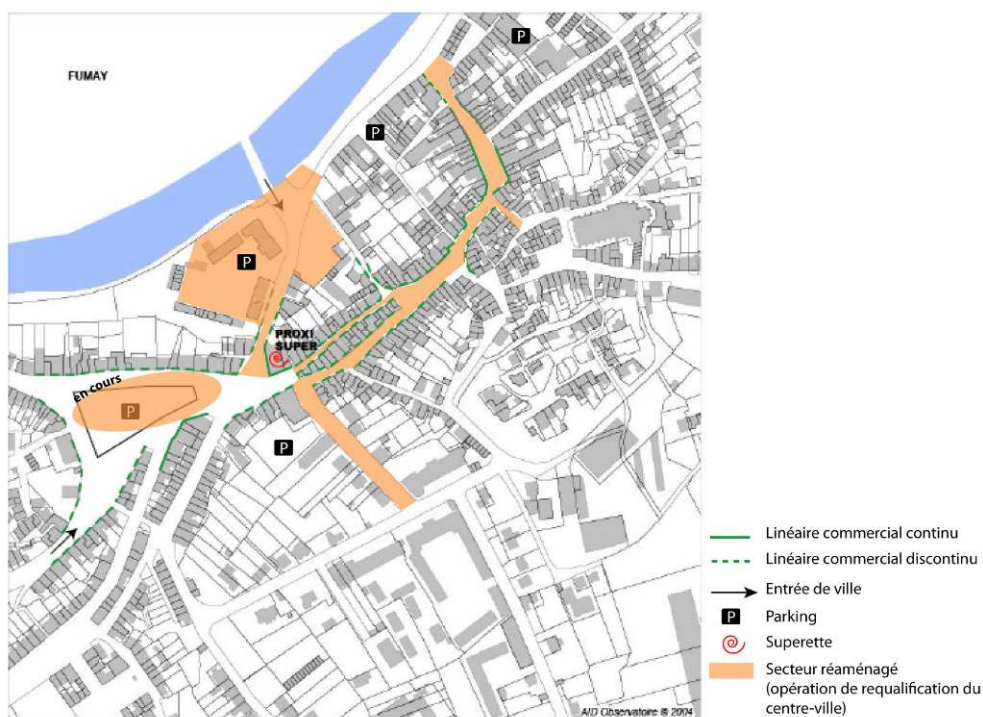 P
FUMAY
P
P
PROXI
SUPER
en cours
P
P
Linéaire commercial continu
Linéaire commercial discontinu
Entrée de ville
P Parking
Superette
Secteur réaménagé
(opération de requalification du
centre-ville)
AID Observatoire © 2004